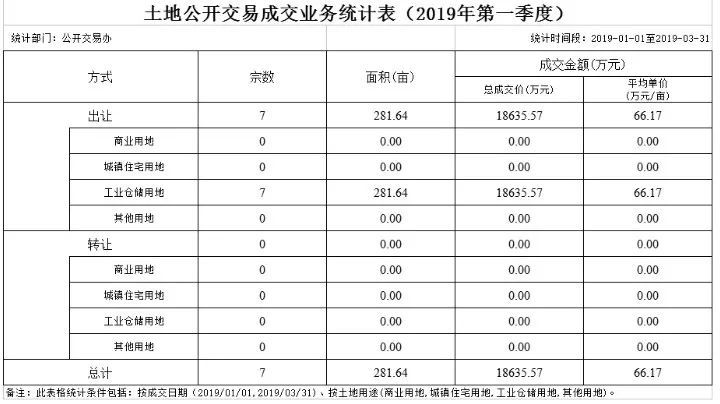 土地公开交易成交业务统计表（2019年第一季度）
统计部门：公开交易办 统计时间段：2019-01-01至2019-03-31
方式 宗数 面积(亩) 成交金额(万元)
总成交价(万元) 平均单价(万元/亩)
出让 7 281.64 18635.57 66.17
商业用地 0 0.00 0.00 0.00
城镇住宅用地 0 0.00 0.00 0.00
工业仓储用地 7 281.64 18635.57 66.17
其他用地 0 0.00 0.00 0.00
转让 0 0.00 0.00 0.00
商业用地 0 0.00 0.00 0.00
城镇住宅用地 0 0.00 0.00 0.00
工业仓储用地 0 0.00 0.00 0.00
其他用地 0 0.00 0.00 0.00
总计 7 281.64 18635.57 66.17
备注：此表格统计条件包括：按成交日期（2019/01/01,2019/03/31）、按土地用途(商业用地,城镇住宅用地,工业仓储用地,其他用地)。